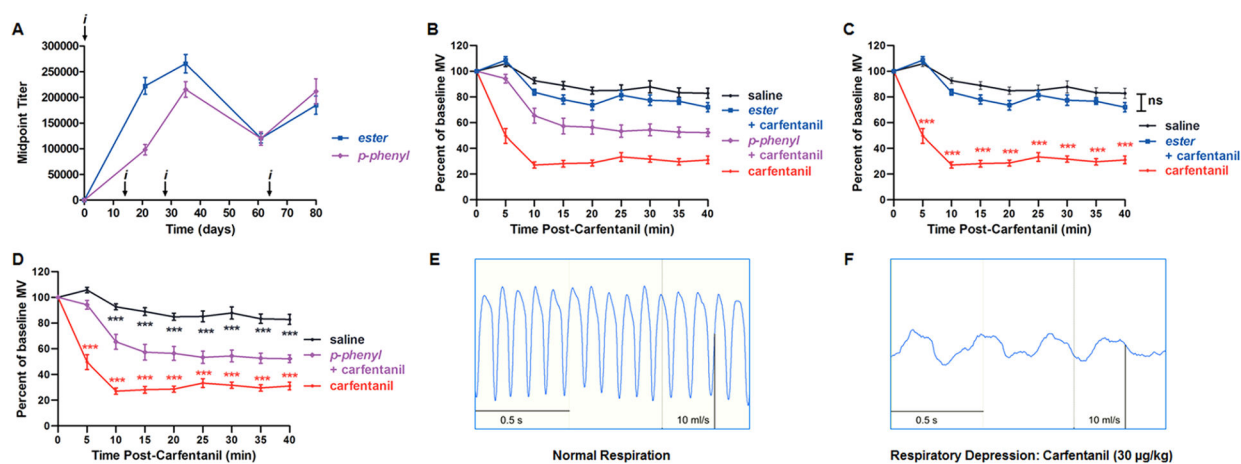 A
i
Midpoint Titer
300000
250000
200000
150000
100000
50000
0
i
i
i
0 10 20 30 40 50 60 70 80
Time (days)
ester
p-phenyl
B
Percent of baseline MV
120
100
80
60
40
20
0
0 5 10 15 20 25 30 35 40
Time Post-Carfentanil (min)
saline
ester
+ carfentanil
p-phenyl
+ carfentanil
carfentanil
C
Percent of baseline MV
120
100
80
60
40
20
0
*** *** *** *** *** *** *** ***
0 5 10 15 20 25 30 35 40
Time Post-Carfentanil (min)
ns
saline
ester
+ carfentanil
carfentanil
D
Percent of baseline MV
120
100
80
60
40
20
0
*** *** *** *** *** *** ***
*** *** *** *** *** *** *** ***
0 5 10 15 20 25 30 35 40
Time Post-Carfentanil (min)
saline
p-phenyl
+ carfentanil
carfentanil
E
0.5 s
10 ml/s
Normal Respiration
F
0.5 s
10 ml/s
Respiratory Depression: Carfentanil (30 µg/kg)